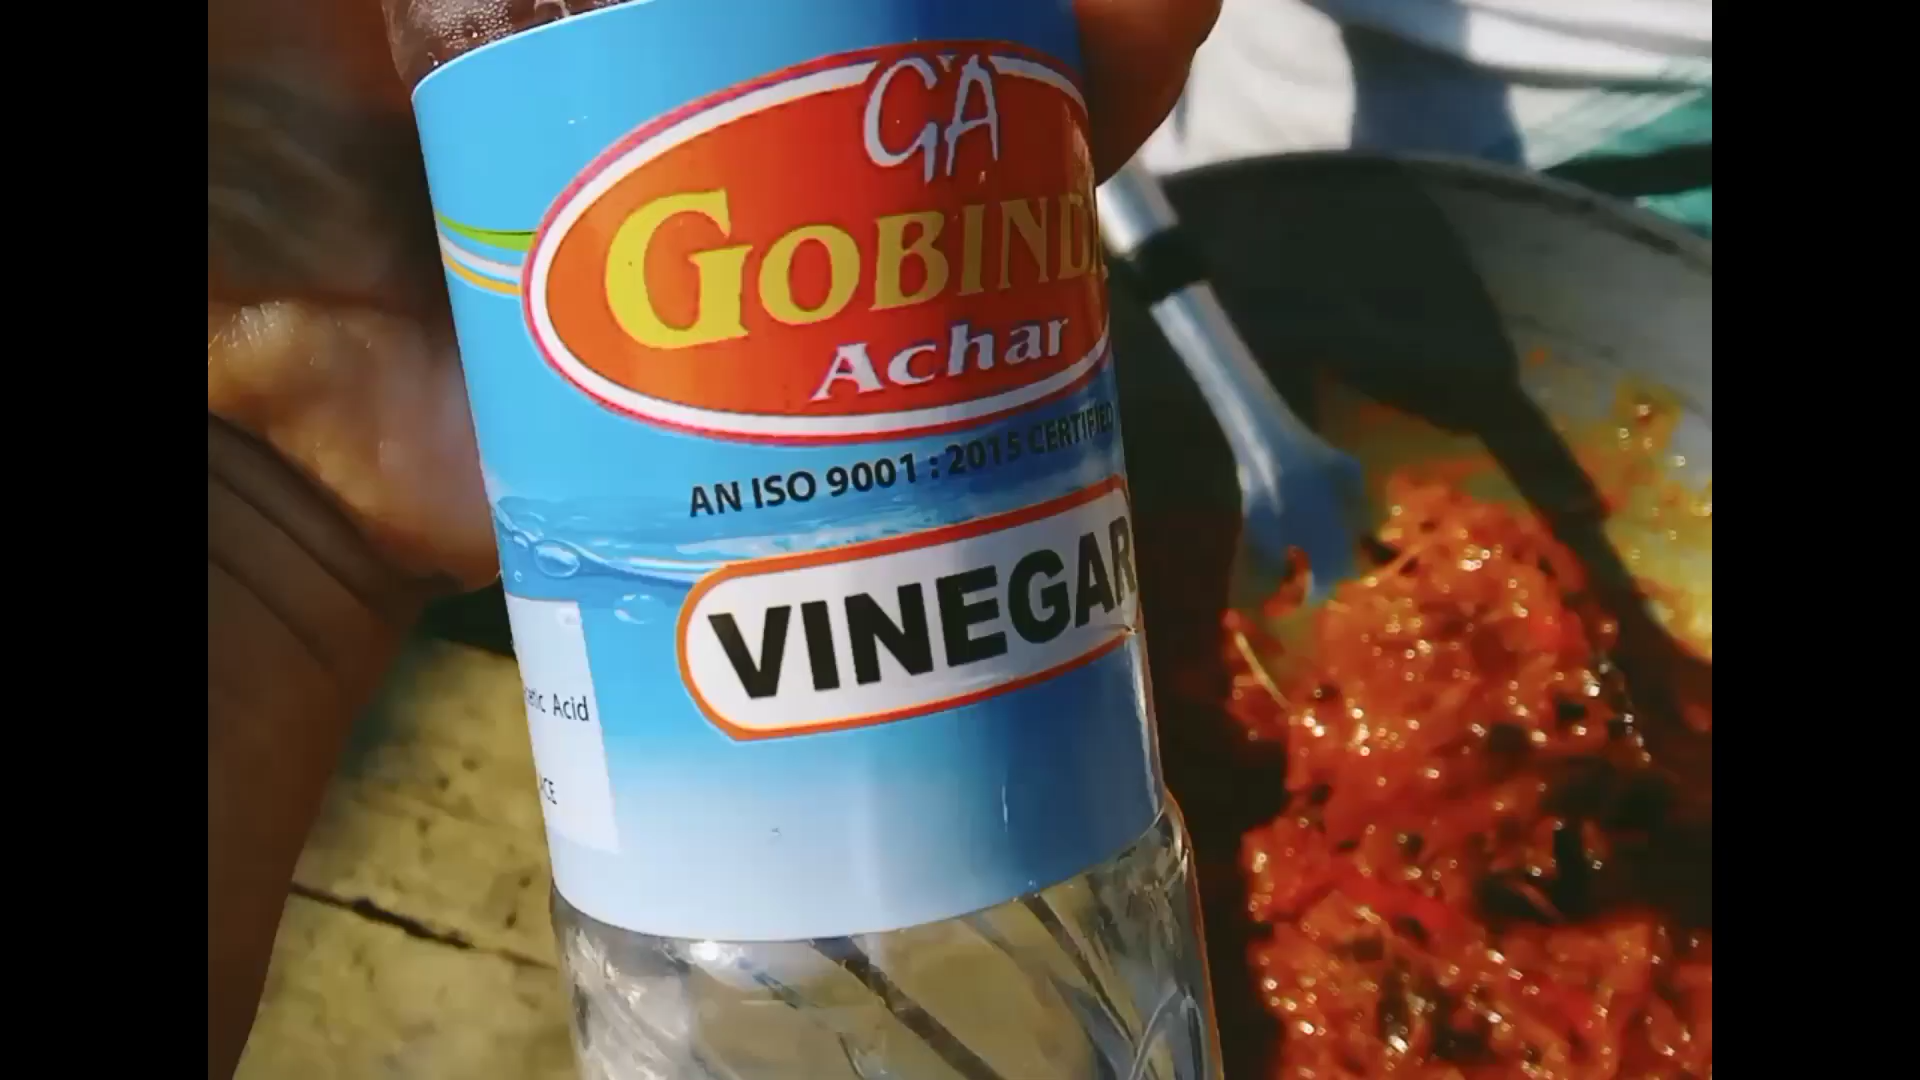 GA
GOBIND
Achar
AN ISO 9001 : 2015 CERTIFIED
VINEGAR
Acid